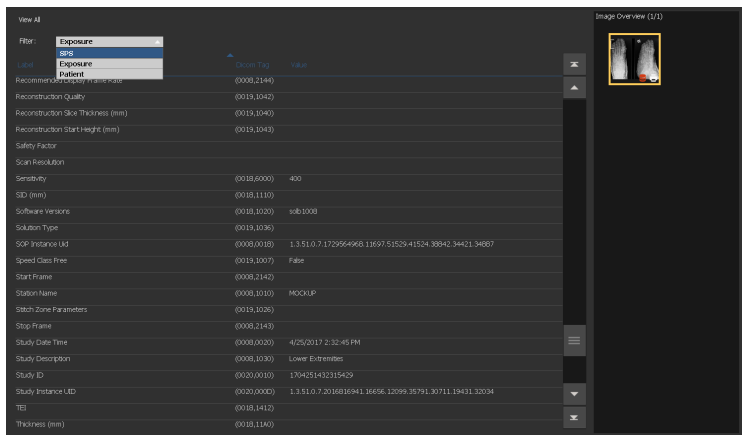 View All
Image Overview (1/1)
Filter: Exposure
SPS
Exposure
Patient
Label Dicom Tag Value
Recommended Display Frame Rate (0008,2144)
Reconstruction Quality (0019,1042)
Reconstruction Slice Thickness (mm) (0019,1040)
Reconstruction Start Height (mm) (0019,1043)
Safety Factor
Scan Resolution
Sensitivity (0018,6000) 400
SID (mm) (0018,1110)
Software Versions (0018,1020) solb1008
Solution Type (0019,1036)
SOP Instance Uid (0008,0018) 1.3.51.0.7.1729564968.11697.51529.41524.38842.34421.34887
Speed Class Free (0019,1007) False
Start Frame (0008,2142)
Station Name (0008,1010) MOCKUP
Stitch Zone Parameters (0019,1026)
Stop Frame (0008,2143)
Study Date Time (0008,0020) 4/25/2017 2:32:45 PM
Study Description (0008,1030) Lower Extremities
Study ID (0020,0010) 1704251432315429
Study Instance UID (0020,000D) 1.3.51.0.7.2016816941.16656.12099.35791.30711.19431.32034
TEI (0018,1412)
Thickness (mm) (0018,11A0)